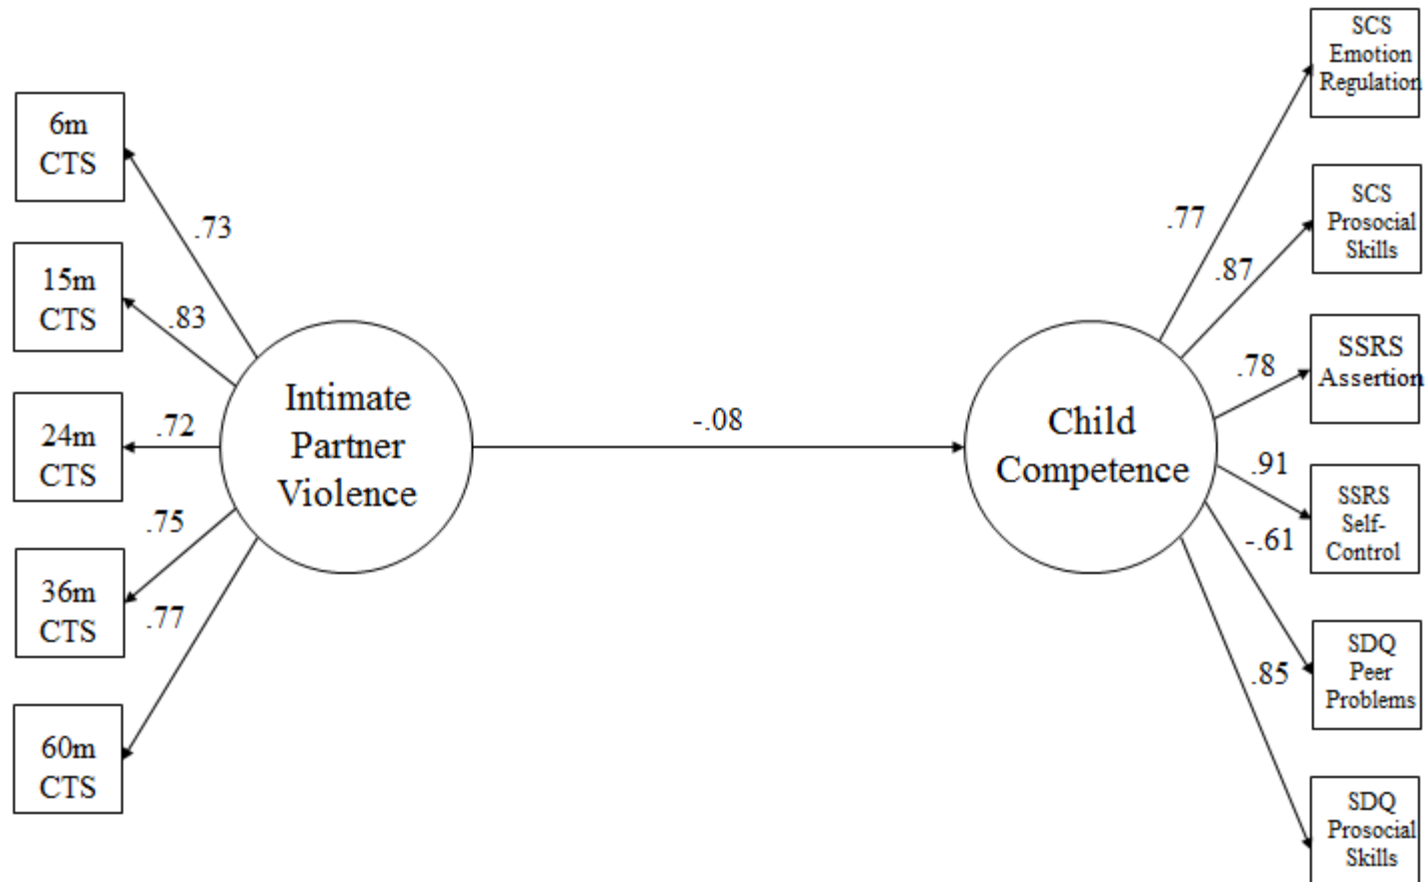 6m
CTS
.73
15m
CTS
.83
24m
CTS
.72
36m
CTS
.75
60m
CTS
.77
Intimate
Partner
Violence
-.08
Child
Competence
.77
SCS
Emotion
Regulation
.87
SCS
Prosocial
Skills
.78
SSRS
Assertion
.91
SSRS
Self-
Control
-.61
SDQ
Peer
Problems
.85
SDQ
Prosocial
Skills